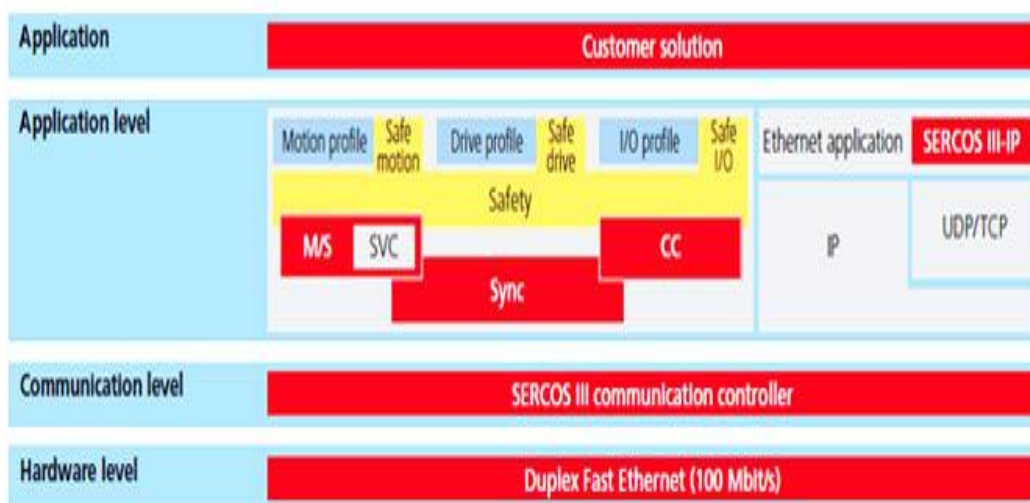 Application
Customer solution
Application level
Motion profile
Safe
motion
Drive profile
Safe
drive
I/O profile
Safe
I/O
Ethernet application
SERCOS III-IP
Safety
M/S
SVC
CC
Sync
IP
UDP/TCP
Communication level
SERCOS III communication controller
Hardware level
Duplex Fast Ethernet (100 Mbit/s)